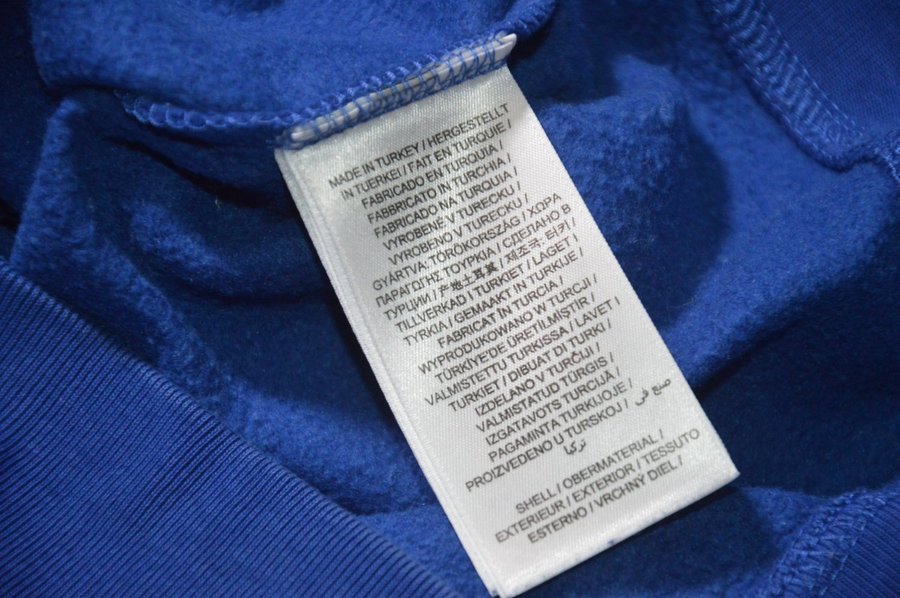 MADE IN TURKEY / HERGESTELLT
IN TUERKEI / FAIT EN TURQUIE /
FABRICADO EN TURQUIA /
FABBRICATO IN TURCHIA /
FABRICADO NA TURQUIA /
VYROBENÉ V TURECKU /
VYROBENO V TURECKU /
GYÁRTVA: TÖRÖKORSZÁG / ΧΩΡΑ
ΠΑΡΑΓΩΓΗΣ ΤΟΥΡΚΙΑ / СДЕЛАНО В
ТУРЦИИ / 产地土耳其 / 제조국: 터키 /
TILLVERKAD I TURKIET / LAGET I
TYRKIA / GEMAAKT IN TURKIJE /
FABRICAT ÎN TURCIA /
WYPRODUKOWANO W TURCJI /
TÜRKİYE'DE ÜRETİLMİŞTİR /
VALMISTETTU TURKISSA / LAVET I
TURKIET / DIBUAT DI TURKI /
IZDELANO V TURČIJI /
VALMISTATUD TÜRGIS /
IZGATAVOTS TURCIJĀ /
PAGAMINTA TURKIJOJE /
PROIZVEDENO U TURSKOJ / صنع في
تركيا
SHELL / OBERMATERIAL /
EXTERIEUR / EXTERIOR / TESSUTO
ESTERNO / VRCHNY DIEL /